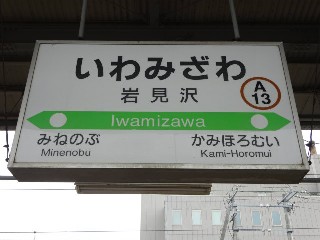 いわみざわ
岩見沢
A
13
Iwamizawa
みねのぶ
Minenobu
かみほろむい
Kami-Horomui